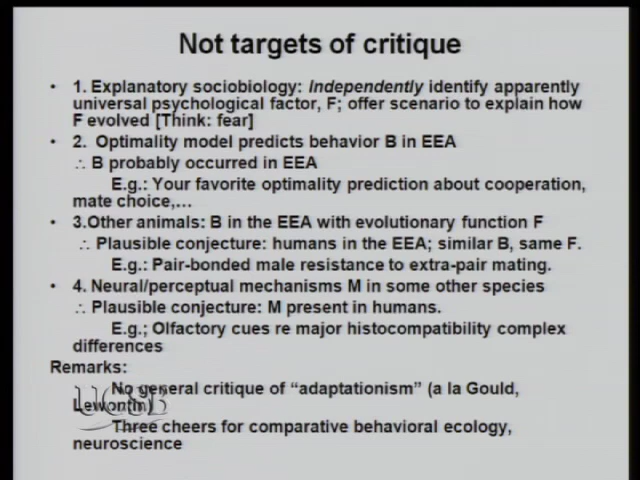 Not targets of critique
• 1. Explanatory sociobiology: Independently identify apparently
universal psychological factor, F; offer scenario to explain how
F evolved [Think: fear]
• 2. Optimality model predicts behavior B in EEA
∴ B probably occurred in EEA
E.g.: Your favorite optimality prediction about cooperation,
mate choice,…
• 3.Other animals: B in the EEA with evolutionary function F
∴ Plausible conjecture: humans in the EEA; similar B, same F.
E.g.: Pair-bonded male resistance to extra-pair mating.
• 4. Neural/perceptual mechanisms M in some other species
∴ Plausible conjecture: M present in humans.
E.g.; Olfactory cues re major histocompatibility complex
differences
Remarks:
No general critique of “adaptationism” (a la Gould,
Lewontin)
UCSB
Three cheers for comparative behavioral ecology,
neuroscience